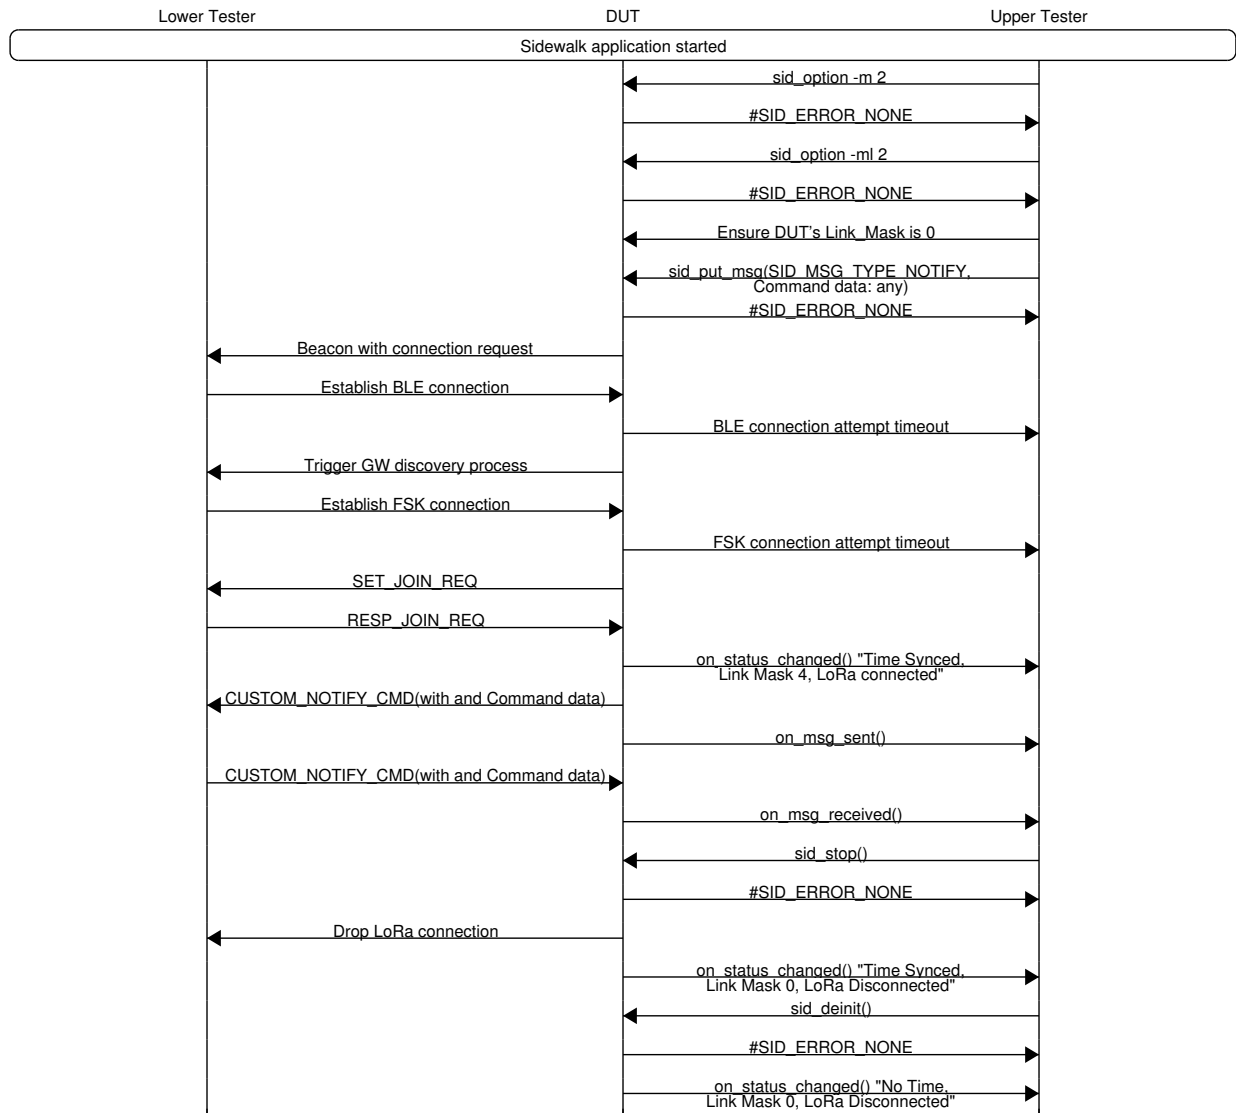 Lower Tester
DUT
Upper Tester
Sidewalk application started
sid_option -m 2
#SID_ERROR_NONE
sid_option -ml 2
#SID_ERROR_NONE
Ensure DUT's Link_Mask is 0
sid_put_msg(SID_MSG_TYPE_NOTIFY,
Command data: any)
#SID_ERROR_NONE
Beacon with connection request
Establish BLE connection
BLE connection attempt timeout
Trigger GW discovery process
Establish FSK connection
FSK connection attempt timeout
SET_JOIN_REQ
RESP_JOIN_REQ
on_status_changed() "Time Synced,
Link Mask 4, LoRa connected"
CUSTOM_NOTIFY_CMD(with and Command data)
on_msg_sent()
CUSTOM_NOTIFY_CMD(with and Command data)
on_msg_received()
sid_stop()
#SID_ERROR_NONE
Drop LoRa connection
on_status_changed() "Time Synced,
Link Mask 0, LoRa Disconnected"
sid_deinit()
#SID_ERROR_NONE
on_status_changed() "No Time,
Link Mask 0, LoRa Disconnected"